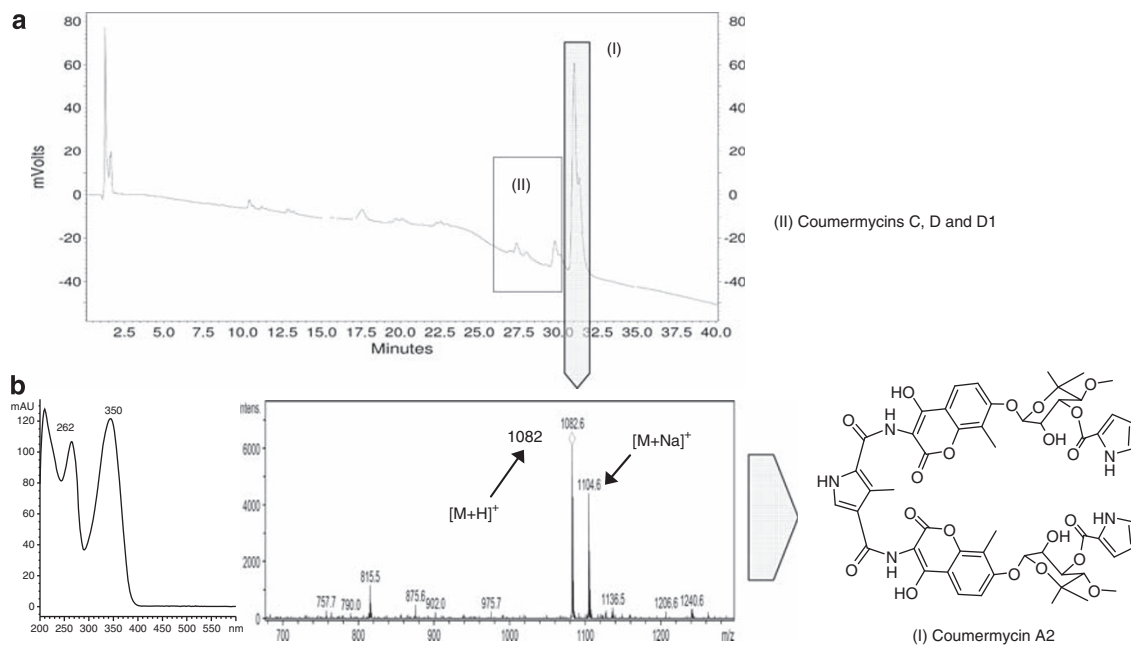 a
80
60
40
20
0
-20
-40
mVolts
80
60
40
20
0
-20
-40
(I)
(II)
2.5 5.0 7.5 10.0 12.5 15.0 17.5 20.0 22.5 25.0 27.5 30.0 32.5 35.0 37.5 40.0
Minutes
(II) Coumermycins C, D and D1
b
mAU
120
100
80
60
40
20
0
262
350
200 250 300 350 400 450 500 550 nm
ntens.
6000
4000
2000
0
1082.6
1082
[M+H]+
[M+Na]+
1104.6
757.7
790.0
815.5
875.6
902.0
975.7
1136.5
1206.6
1240.6
700 800 900 1000 1100 1200 m/z
HO
O
O
O
O
NH
O
O
O
OH
O
O
NH
HN
O
O
OH
O
HN
O
O
O
NH
HO
O
O
O
(I) Coumermycin A2